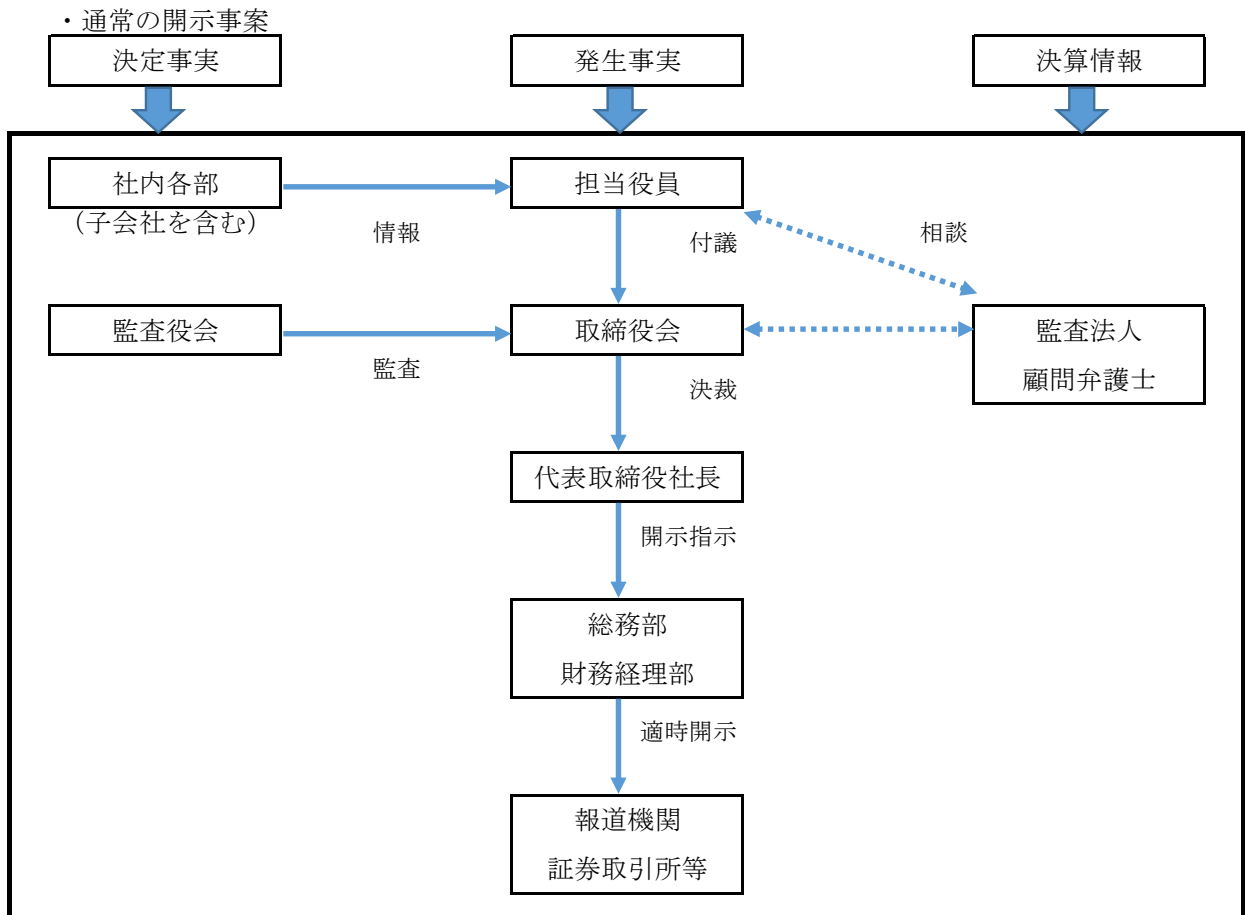 ・通常の開示事案
決定事実
発生事実
決算情報
社内各部
（子会社を含む）
情報
担当役員
付議
相談
監査役会
監査
取締役会
決裁
監査法人
顧問弁護士
代表取締役社長
開示指示
総務部
財務経理部
適時開示
報道機関
証券取引所等